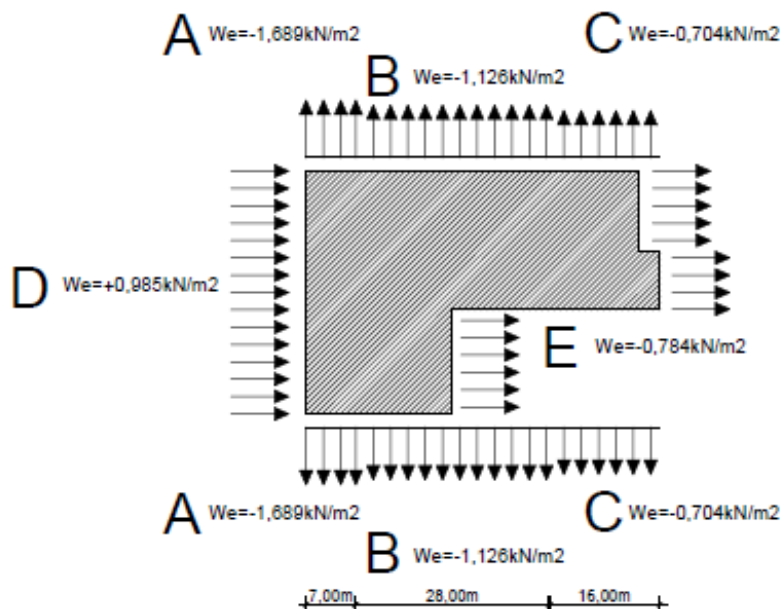 A We=-1,689kN/m2
C We=-0,704kN/m2
B We=-1,126kN/m2
D We=+0,985kN/m2
E We=-0,784kN/m2
A We=-1,689kN/m2
C We=-0,704kN/m2
B We=-1,126kN/m2
7,00m 28,00m 16,00m